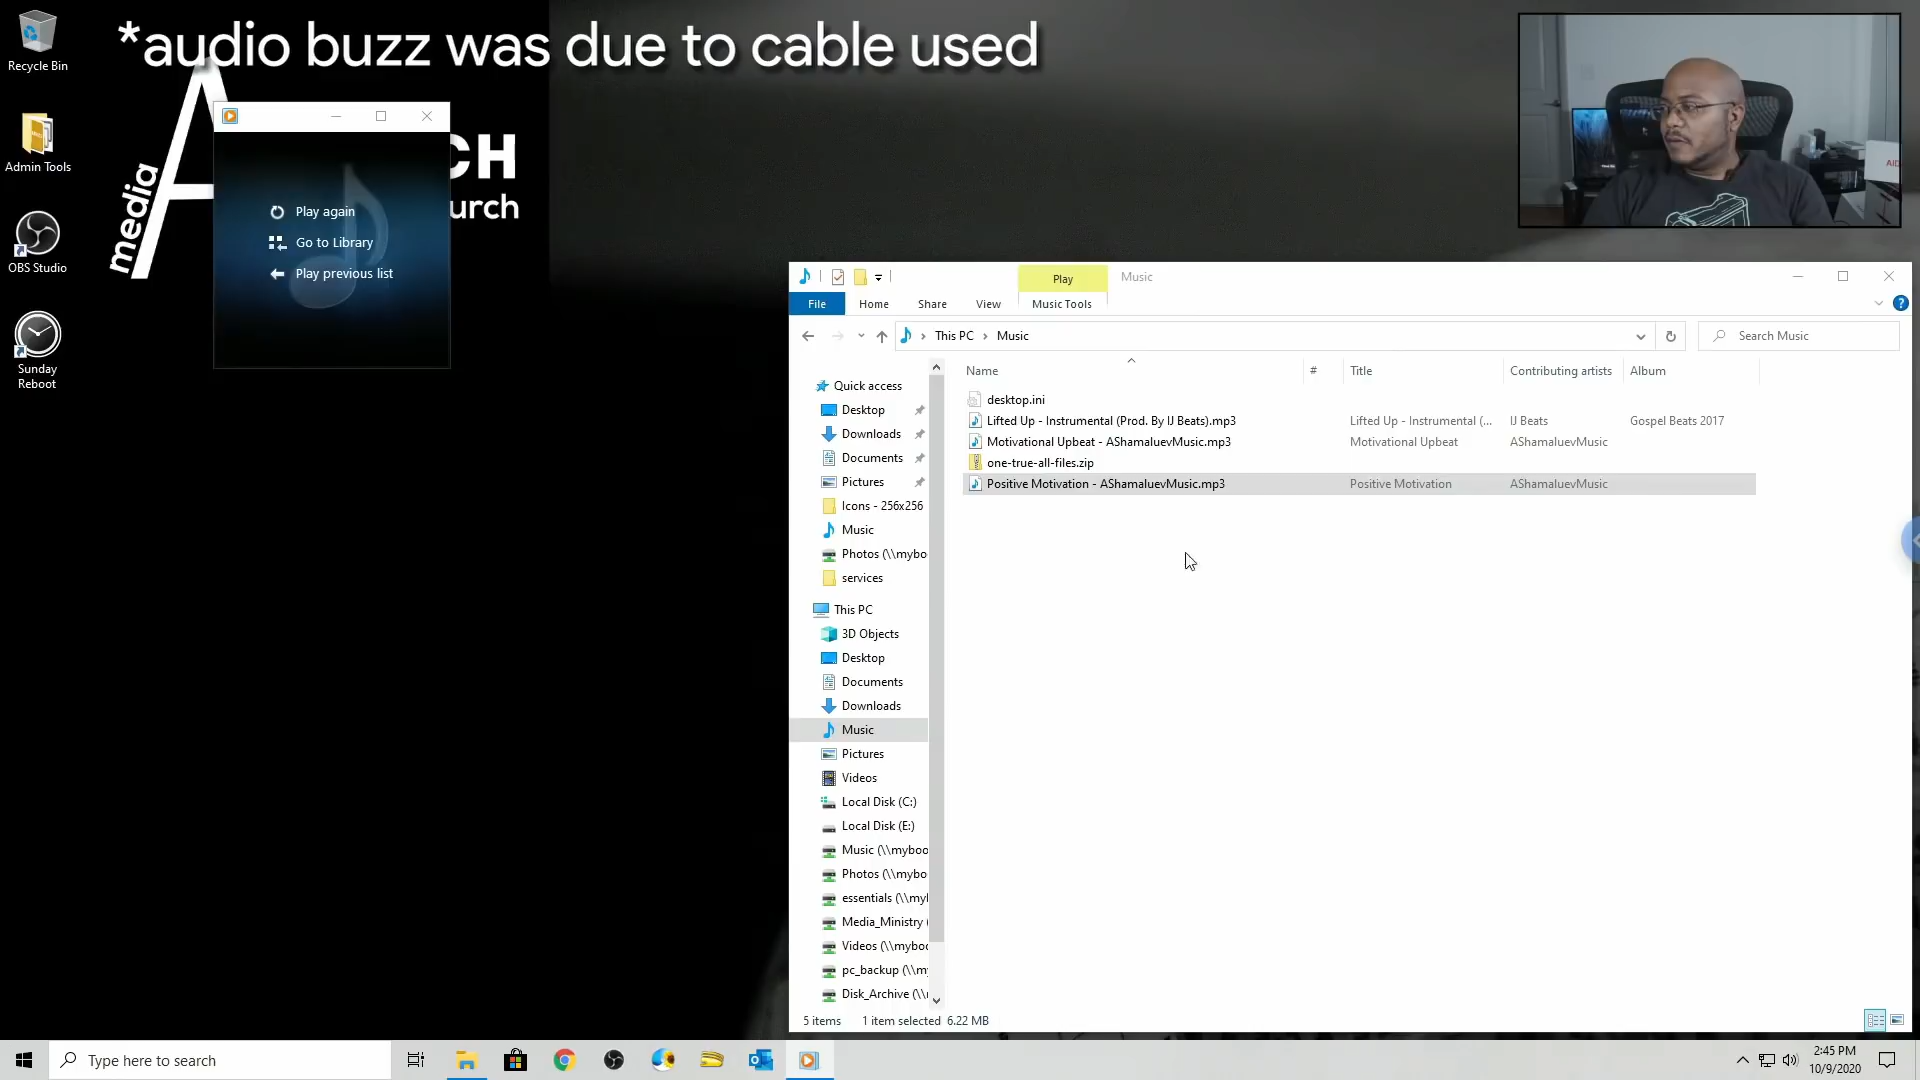 *audio buzz was due to cable used
Recycle Bin
Admin Tools
OBS Studio
Sunday
Reboot
media
CH
urch
Play again
Go to Library
Play previous list
Play
Music
File
Home
Share
View
Music Tools
This PC
Music
Search Music
Name
#
Title
Contributing artists
Album
desktop.ini
Lifted Up - Instrumental (Prod. By IJ Beats).mp3
Lifted Up - Instrumental (...
IJ Beats
Gospel Beats 2017
Motivational Upbeat - AShamaluevMusic.mp3
Motivational Upbeat
AShamaluevMusic
one-true-all-files.zip
Positive Motivation - AShamaluevMusic.mp3
Positive Motivation
AShamaluevMusic
Quick access
Desktop
Downloads
Documents
Pictures
Icons - 256x256
Music
Photos (\\mybo
services
This PC
3D Objects
Desktop
Documents
Downloads
Music
Pictures
Videos
Local Disk (C:)
Local Disk (E:)
Music (\\myboo
Photos (\\mybo
essentials (\\my
Media_Ministry (
Videos (\\myboo
pc_backup (\\m
Disk_Archive (\\
5 items
1 item selected 6.22 MB
Type here to search
2:45 PM
10/9/2020